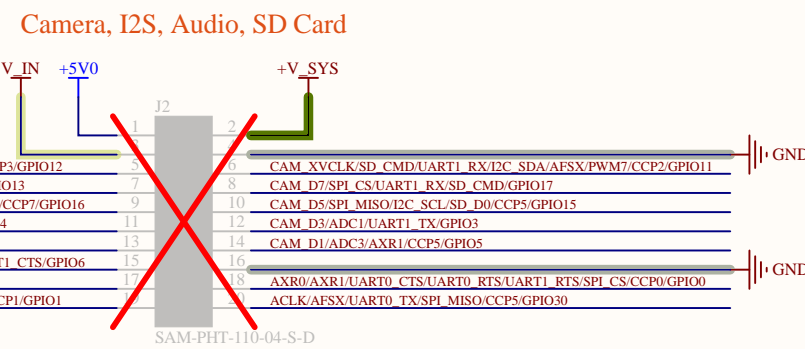 Camera, I2S, Audio, SD Card
V_IN +5V0 +V_SYS
J2
1 2
GND
P3/GPIO12 5 6 CAM_XVCLK/SD_CMD/UART1_RX/I2C_SDA/AFSX/PWM7/CCP2/GPIO11
IO13 7 8 CAM_D7/SPI_CS/UART1_RX/SD_CMD/GPIO17
/CCP7/GPIO16 9 10 CAM_D5/SPI_MISO/I2C_SCL/SD_D0/CCP5/GPIO15
4 11 12 CAM_D3/ADC1/UART1_TX/GPIO3
13 14 CAM_D1/ADC3/AXR1/CCP5/GPIO5
T1_CTS/GPIO6 15 16 GND
17 18 AXR0/AXR1/UART0_CTS/UART0_RTS/UART1_RTS/SPI_CS/CCP0/GPIO0
CP1/GPIO1 20 ACLK/AFSX/UART0_TX/SPI_MISO/CCP5/GPIO30
SAM-PHT-110-04-S-D